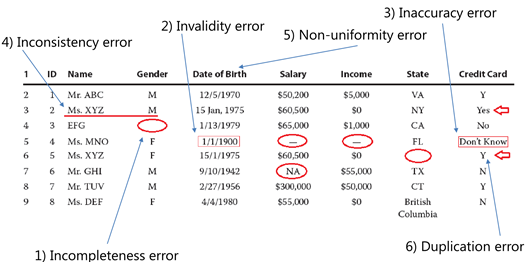 3) Inaccuracy error
2) Invalidity error
5) Non-uniformity error
4) Inconsistency error
1 ID Name Gender Date of Birth Salary Income State Credit Card
2 1 Mr. ABC M 12/5/1970 $50,200 $5,000 VA Y
3 2 Ms. XYZ M 15 Jan, 1975 $60,500 $0 NY Yes
4 3 EFG 1/13/1979 $65,000 $1,000 CA No
5 4 Ms. MNO F 1/1/1900 — — FL Don't Know
6 5 Ms. XYZ F 15/1/1975 $60,500 $0 Y
7 6 Mr. GHI M 9/10/1942 NA $55,000 TX N
8 7 Mr. TUV M 2/27/1956 $300,000 $50,000 CT Y
9 8 Ms. DEF F 4/4/1980 $55,000 $0 British N
Columbia
6) Duplication error
1) Incompleteness error